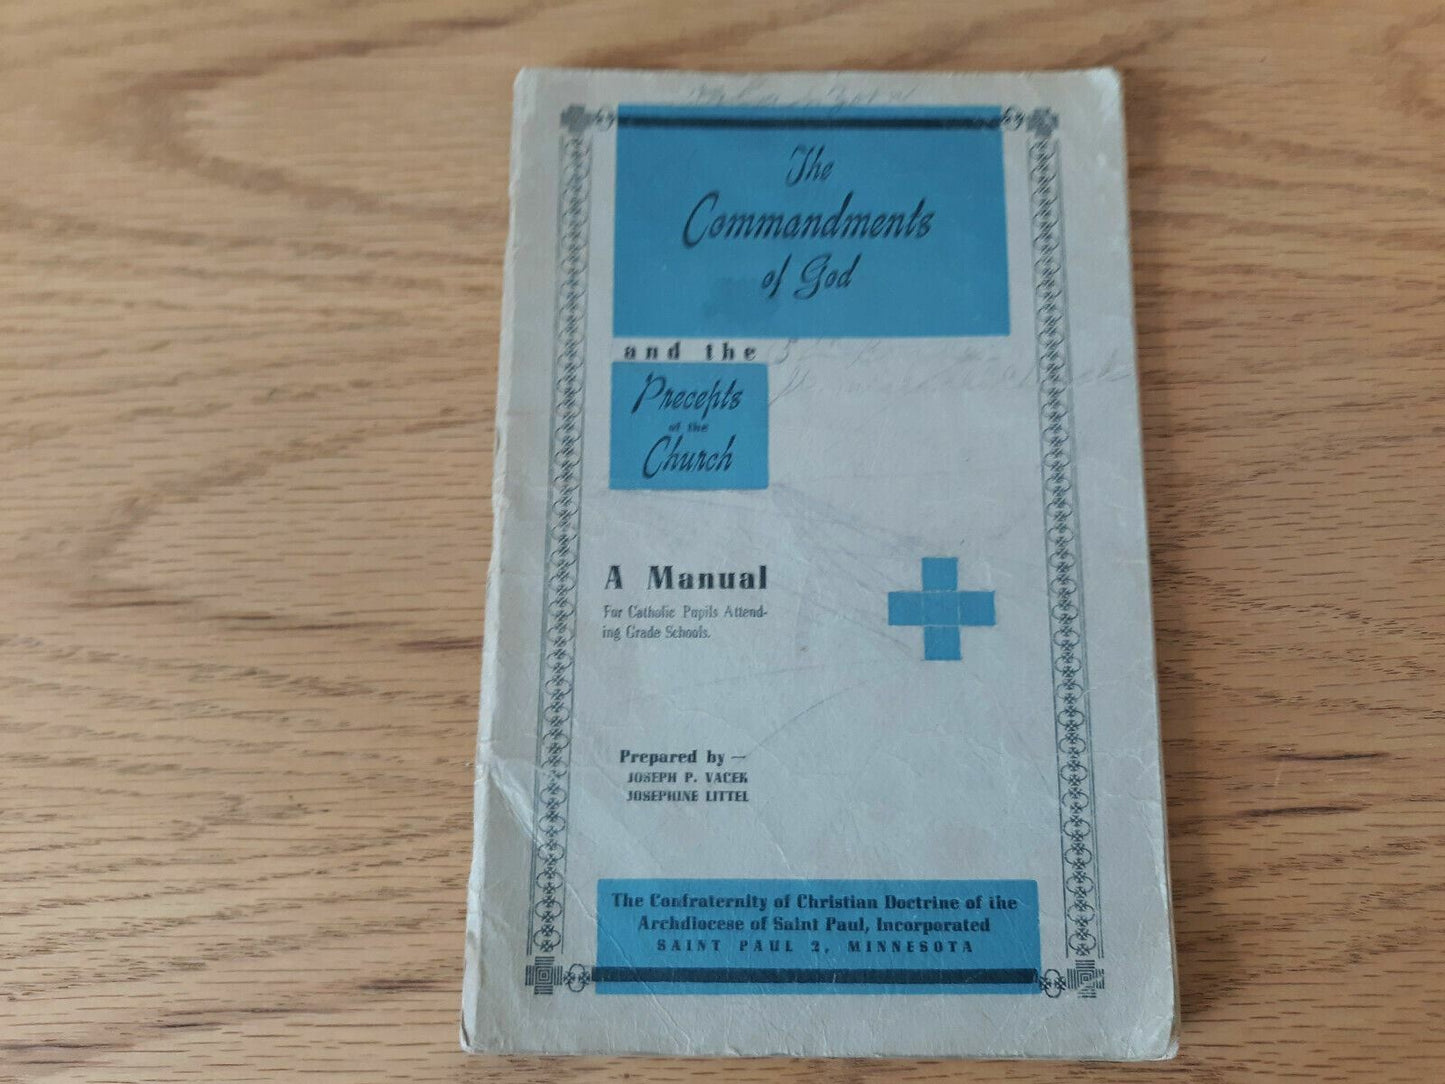 The
Commandments
of God
and the
Precepts
of the
Church
A Manual
For Catholic Pupils Attend-
ing Grade Schools.
Prepared by —
JOSEPH P. VACEK
JOSEPHINE LITTEL
The Confraternity of Christian Doctrine of the
Archdiocese of Saint Paul, Incorporated
SAINT PAUL 2, MINNESOTA